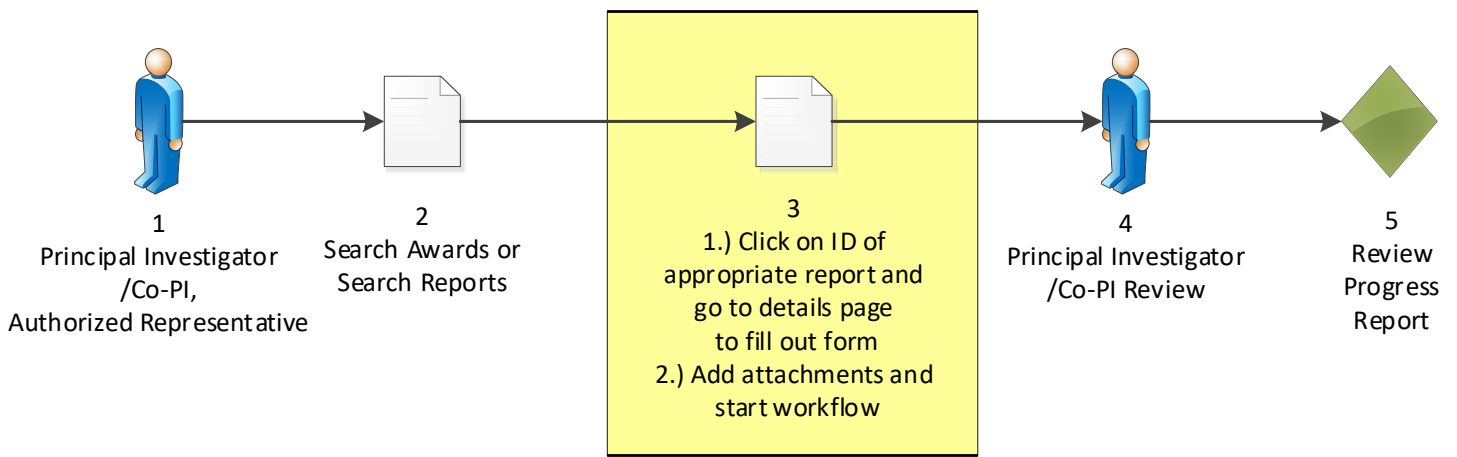 1
Principal Investigator
/Co-PI,
Authorized Representative
2
Search Awards or
Search Reports
3
1.) Click on ID of
appropriate report and
go to details page
to fill out form
2.) Add attachments and
start workflow
4
Principal Investigator
/Co-PI Review
5
Review
Progress
Report